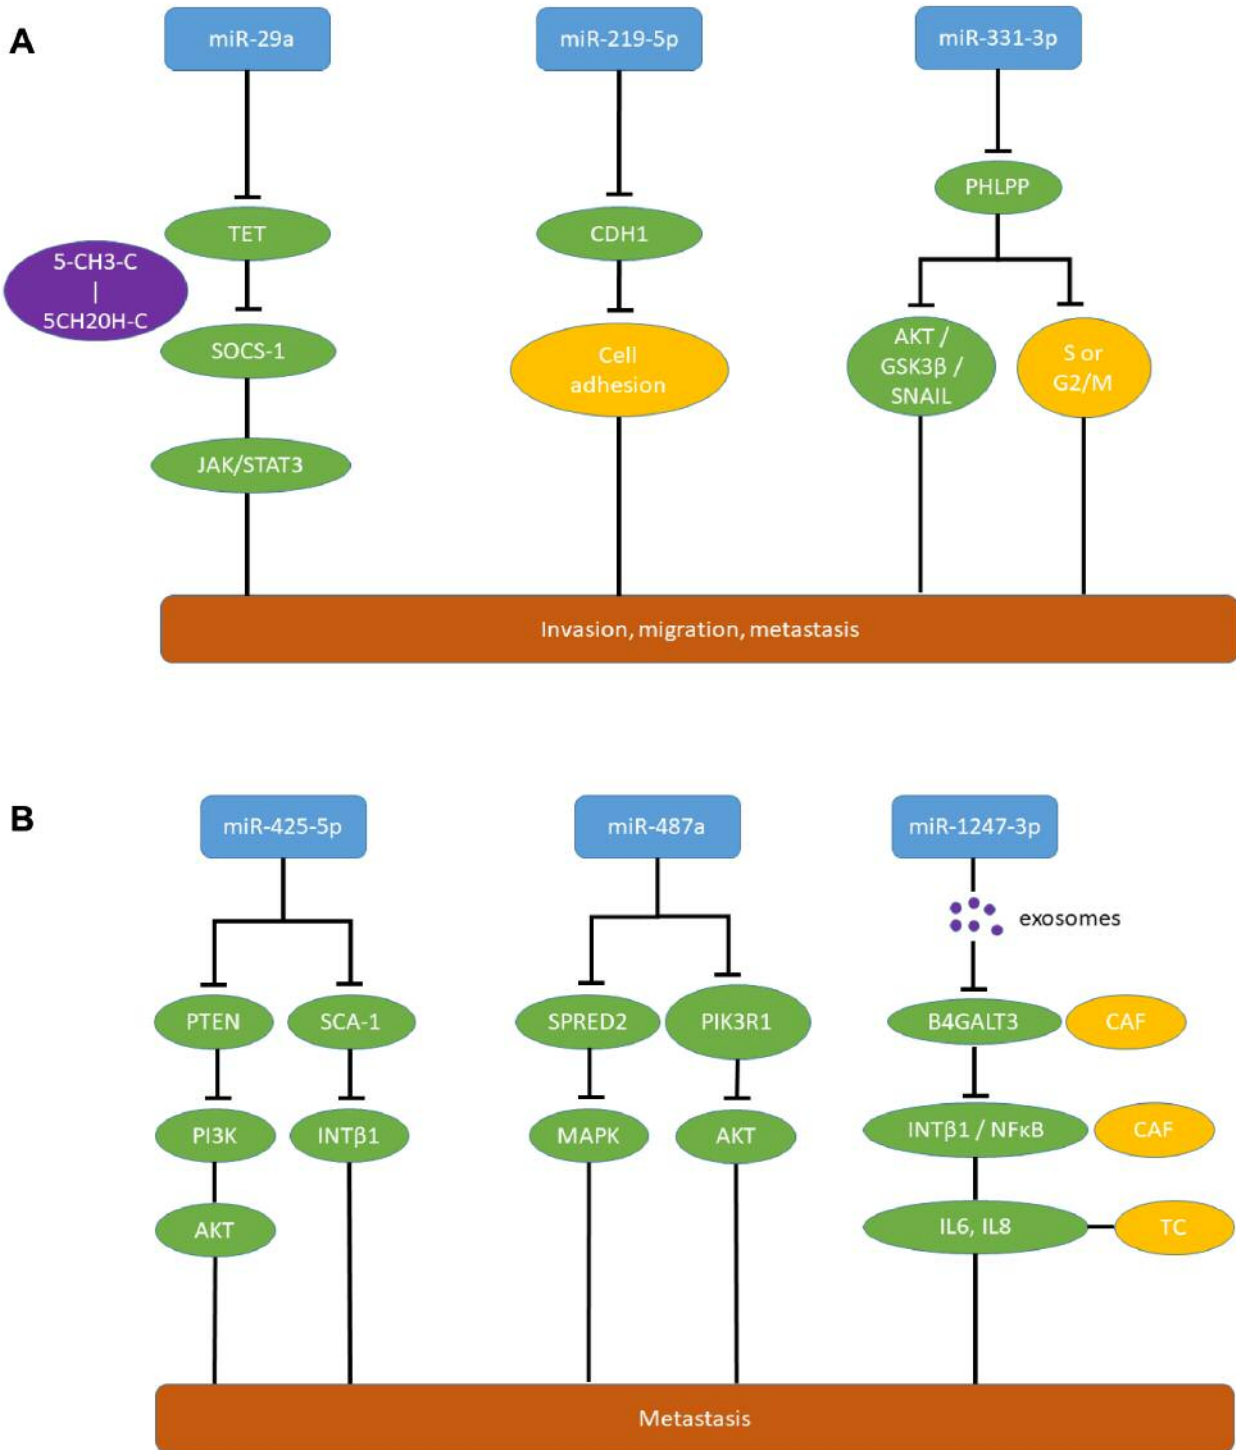 A
miR-29a
miR-219-5p
miR-331-3p
PHLPP
TET
CDH1
5-CH3-C
|
5CH20H-C
SOCS-1
Cell
adhesion
AKT /
GSK3β /
SNAIL
S or
G2/M
JAK/STAT3
Invasion, migration, metastasis
B
miR-425-5p
miR-487a
miR-1247-3p
exosomes
PTEN
SCA-1
SPRED2
PIK3R1
B4GALT3
CAF
PI3K
INTβ1
MAPK
AKT
INTβ1 / NFκB
CAF
AKT
IL6, IL8
TC
Metastasis